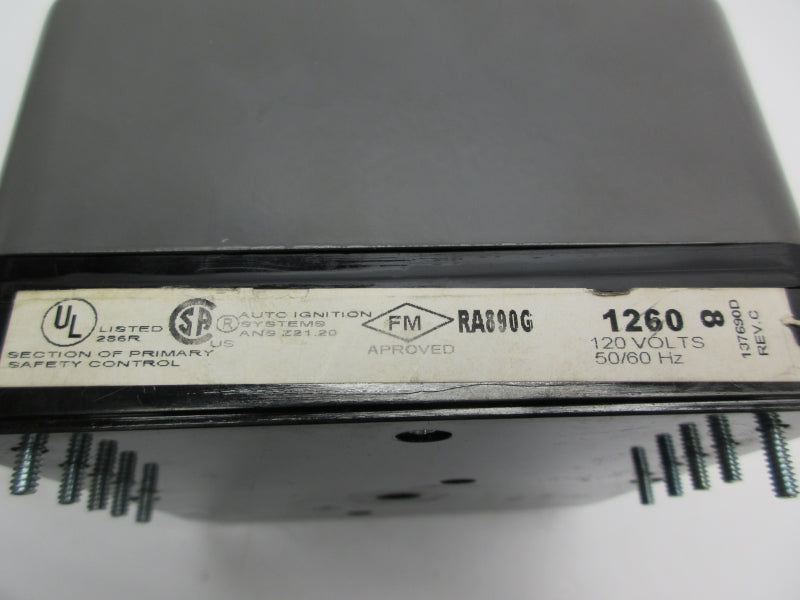 UL LISTED
286R
SECTION OF PRIMARY
SAFETY CONTROL
SP ®
US
AUTO IGNITION
SYSTEMS
ANS Z21.20
FM
APROVED
RA890G
1260 8
120 VOLTS
50/60 Hz
137690D
REV.C